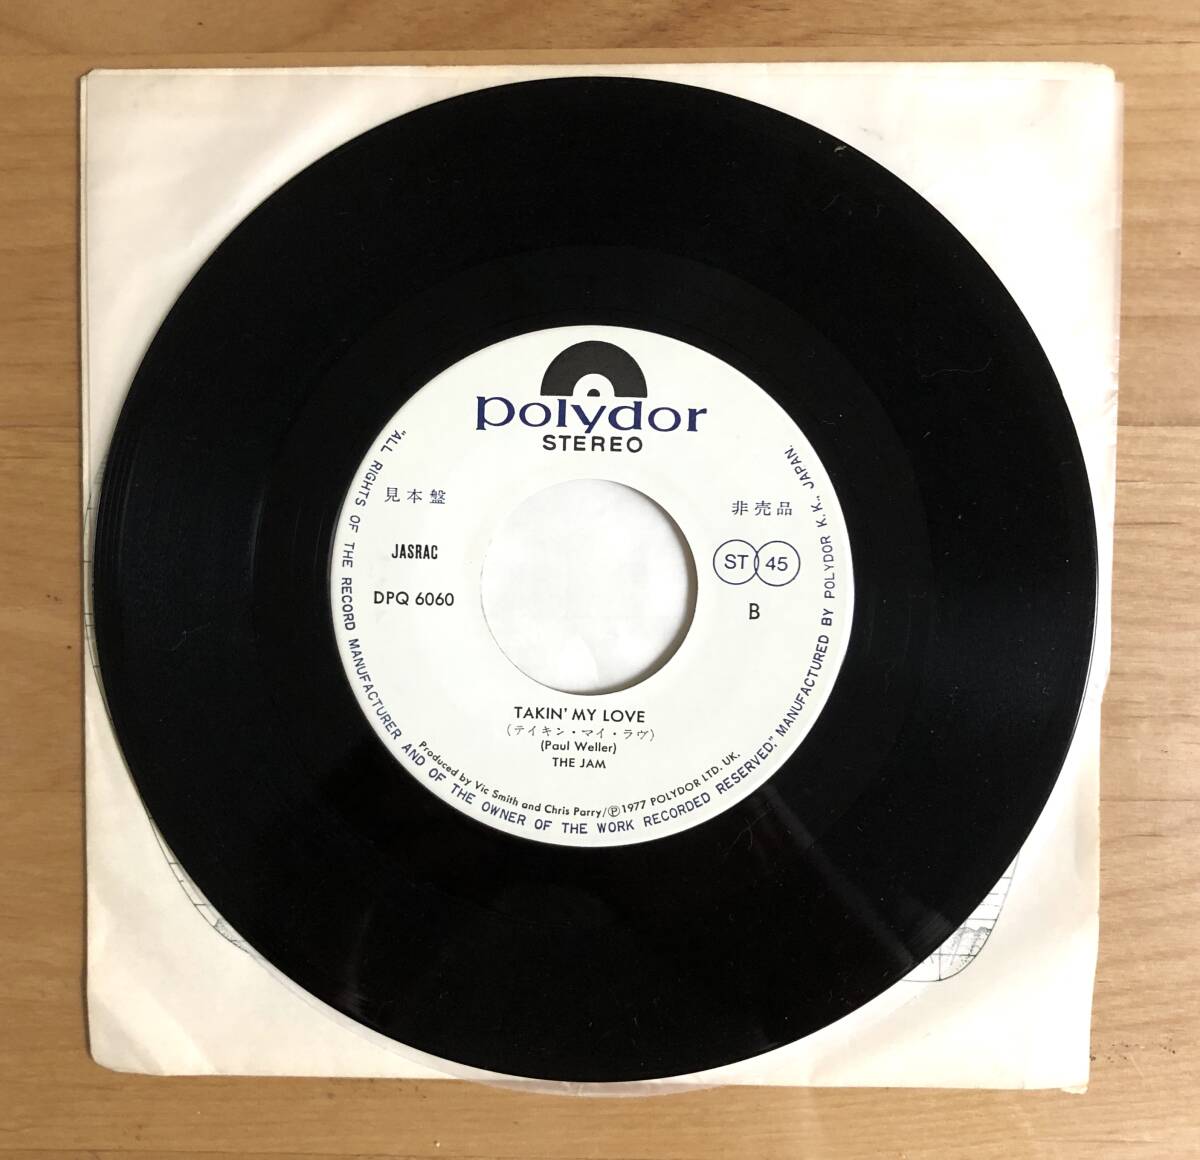 polydor
STEREO
見本盤
非売品
JASRAC
ST 45
DPQ 6060
B
TAKIN' MY LOVE
(テイキン・マイ・ラヴ)
(Paul Weller)
THE JAM
Produced by Vic Smith and Chris Parry/Ⓟ1977 POLYDOR LTD. UK.
"ALL RIGHTS OF THE RECORD MANUFACTURER AND OF THE OWNER OF THE WORK RECORDED RESERVED." MANUFACTURED BY POLYDOR K.K., JAPAN.